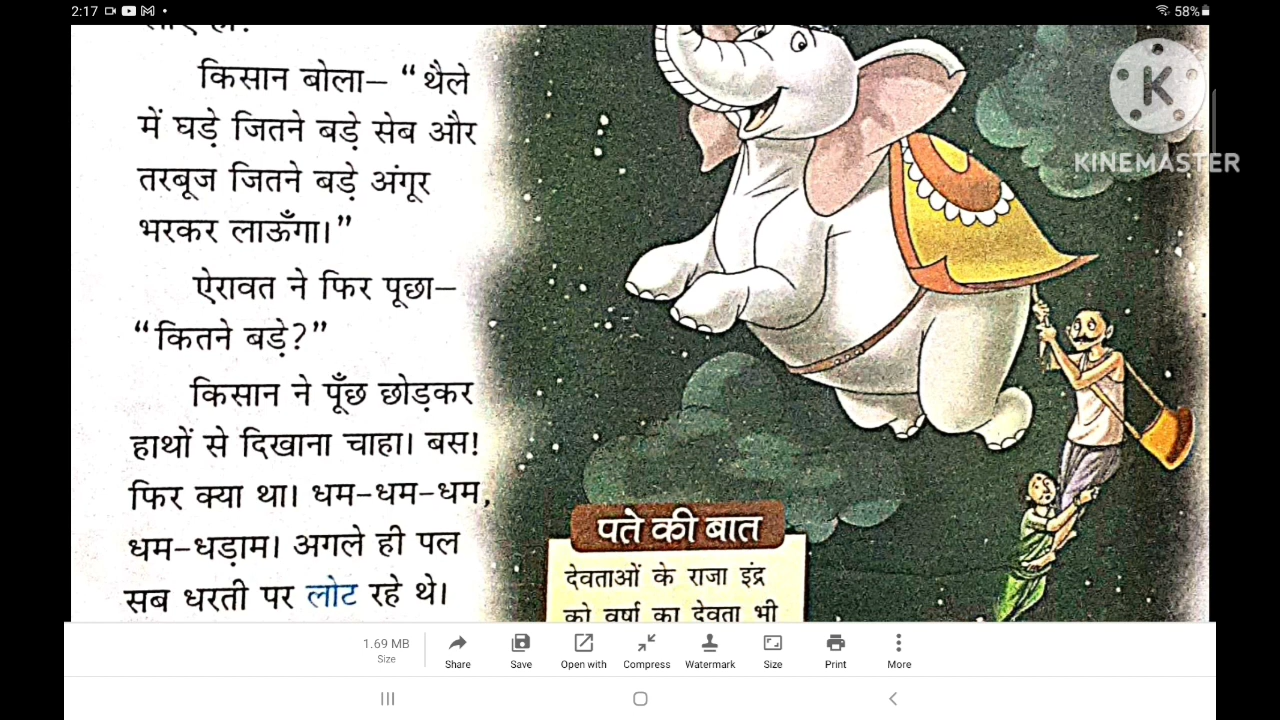 2:17
58%
किसान बोला– “थैले
में घड़े जितने बड़े सेब और
तरबूज जितने बड़े अंगूर
भरकर लाऊँगा।”
ऐरावत ने फिर पूछा–
“कितने बड़े?”
किसान ने पूँछ छोड़कर
हाथों से दिखाना चाहा। बस!
फिर क्या था। धम–धम–धम,
धम–धड़ाम। अगले ही पल
सब धरती पर लोट रहे थे।
पते की बात
देवताओं के राजा इंद्र
को वर्षा का देवता भी
K
KINEMASTER
1.69 MB
Size
Share
Save
Open with
Compress
Watermark
Size
Print
More